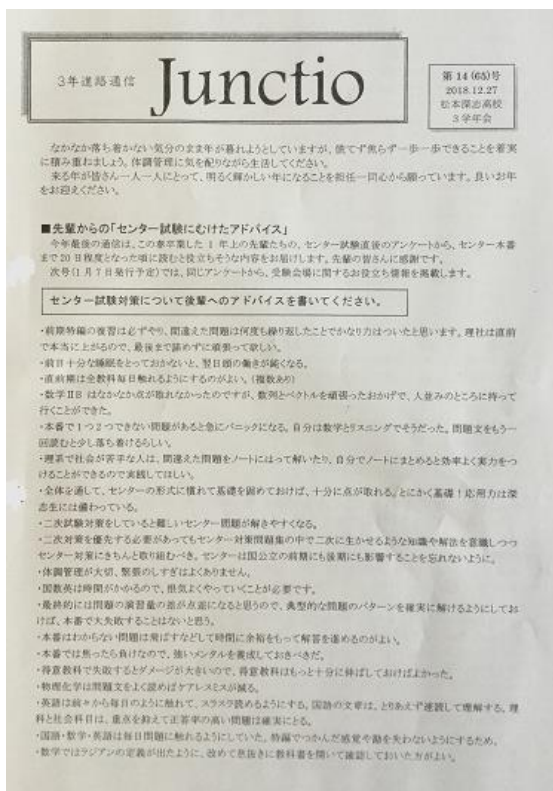 3年進路通信
Junctio
第14(65)号
2018.12.27
松本深志高校
3学年会
なかなか落ち着かない気分のまま年が暮れようとしていますが、慌てず焦らず一歩一歩できることを着実
に積み重ねましょう。体調管理に気を配りながら生活してください。
来る年が皆さん一人一人にとって、明るく輝かしい年になることを担任一同心から願っています。良いお年
をお迎えください。
■先輩からの「センター試験にむけたアドバイス」
今年最後の通信は、この春卒業した1年上の先輩たちの、センター試験直後のアンケートから、センター本番
まで20日程度となった頃に読むと役立ちそうな内容をお届けします。先輩の皆さんに感謝です。
次号(1月7日発行予定)では、同じアンケートから、受験会場に関するお役立ち情報を掲載します。
センター試験対策について後輩へのアドバイスを書いてください。
・前期特編の復習は必ずやり、間違えた問題は何度も繰り返したことでかなり力はついたと思います。理社は直前
で本当に上がるので、最後まで諦めずに頑張って欲しい。
・前日十分な睡眠をとっておかないと、翌日頭の働きが鈍くなる。
・直前期は全教科毎日触れるようにするのがよい。(複数あり)
・数学ⅡBはなかなか点が取れなかったのですが、数列とベクトルを頑張ったおかげで、人並みのところに持って
行くことができた。
・本番で1つ2つできない問題があると急にパニックになる。自分は数学とリスニングでそうだった。問題文をもう一
回読むと少し落ち着けるらしい。
・理系で社会が苦手な人は、間違えた問題をノートにはって解いたり、自分でノートにまとめると効率よく実力をつ
けることができるので実践してほしい。
・全体を通して、センターの形式に慣れて基礎を固めておけば、十分に点が取れる。とにかく基礎!応用力は深
志生には備わっている。
・二次試験対策をしていると難しいセンター問題が解きやすくなる。
・二次対策を優先する必要があってもセンター対策問題集の中で二次に生かせるような知識や解法を意識しつつ
センター対策にきちんと取り組むべき。センターは国公立の前期にも後期にも影響することを忘れないように。
・体調管理が大切、緊張のしすぎはよくありません。
・国数英は時間がかかるので、根気よくやっていくことが必要です。
・最終的には問題の演習量の差が点差になると思うので、典型的な問題のパターンを確実に解けるようにしてお
けば、本番で大失敗することはないと思う。
・本番はわからない問題は飛ばすなどして時間に余裕をもって解答を進めるのがよい。
・本番では焦ったら負けなので、強いメンタルを養成しておきべきだ。
・得意教科で失敗するとダメージが大きいので、得意教科はもっと十分に伸ばしておけばよかった。
・物理化学は問題文をよく読めばケアレスミスが減る。
・英語は前々から毎日のように触れて、スラスラ読めるようにする。国語の文章は、とりあえず速読して理解する。理
科と社会科目は、重点を抑えて正答率の高い問題は確実にとる。
・国語・数学・英語は毎日問題に触れるようにしていた。特編でつかんだ感覚や勘を失わないようにするため。
・数学ではラジアンの定義が出たように、改めて息抜きに教科書を開いて確認しておいた方がよい。